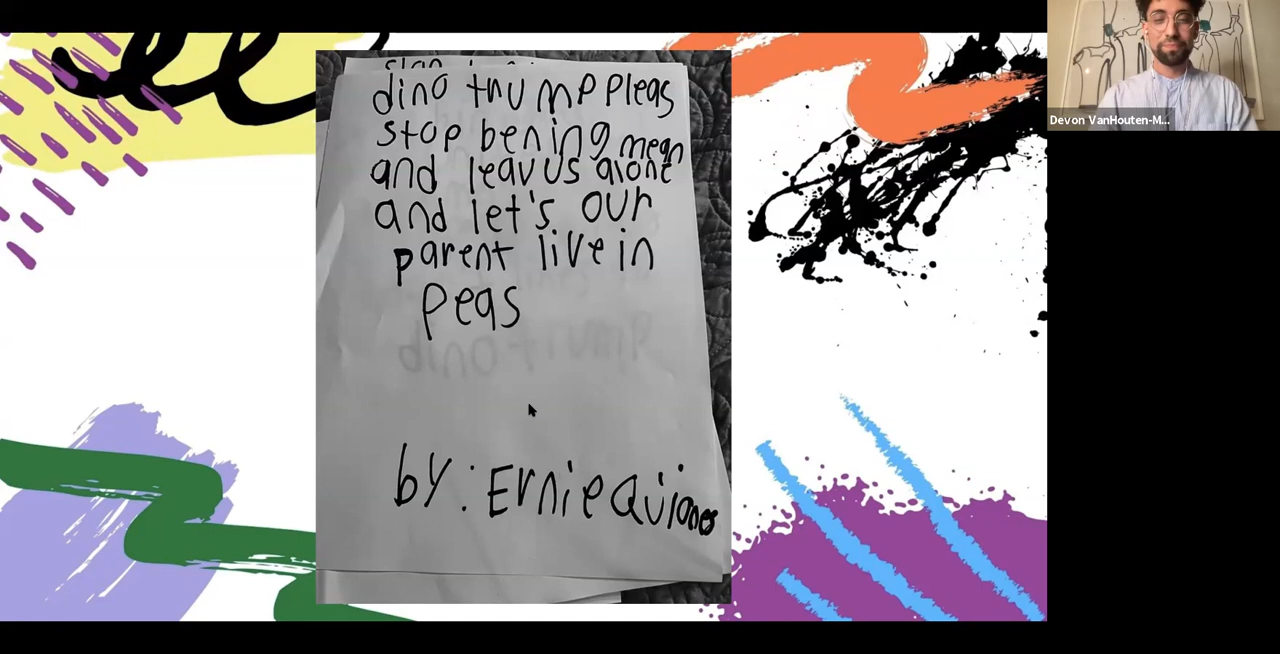 dino tnump pleas
stop bening mean
and leav us alone
and let's our
parent live in
peas
by: Ernie Quiones
Devon VanHouten-M...